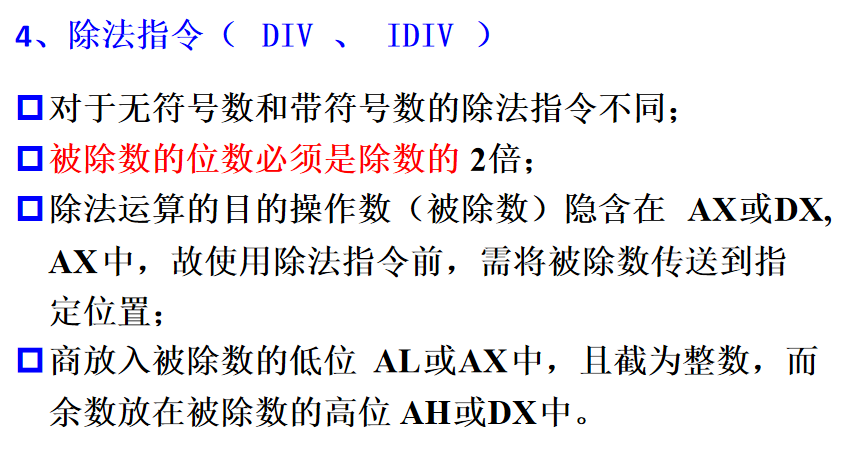 4、除法指令（ DIV 、 IDIV ）
对于无符号数和带符号数的除法指令不同；
被除数的位数必须是除数的 2倍；
除法运算的目的操作数（被除数）隐含在 AX或DX,
AX中，故使用除法指令前，需将被除数传送到指
定位置；
商放入被除数的低位 AL或AX中，且截为整数，而
余数放在被除数的高位 AH或DX中。